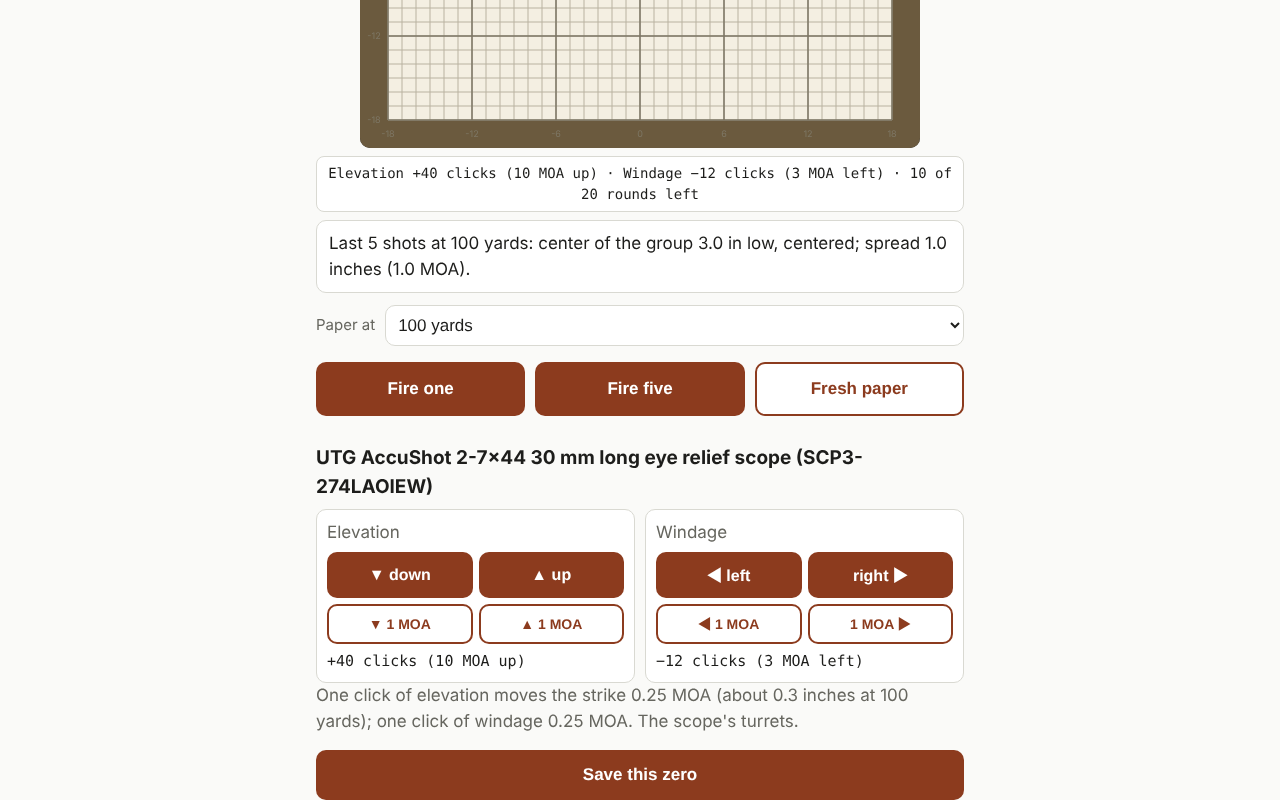 -12
-18
-18 -12 -6 0 6 12 18
Elevation +40 clicks (10 MOA up) · Windage −12 clicks (3 MOA left) · 10 of
20 rounds left
Last 5 shots at 100 yards: center of the group 3.0 in low, centered; spread 1.0
inches (1.0 MOA).
Paper at 100 yards
Fire one Fire five Fresh paper
UTG AccuShot 2-7×44 30 mm long eye relief scope (SCP3-
274LAOIEW)
Elevation
▼ down ▲ up
▼ 1 MOA ▲ 1 MOA
+40 clicks (10 MOA up)
Windage
◀ left right ▶
◀ 1 MOA 1 MOA ▶
−12 clicks (3 MOA left)
One click of elevation moves the strike 0.25 MOA (about 0.3 inches at 100
yards); one click of windage 0.25 MOA. The scope's turrets.
Save this zero